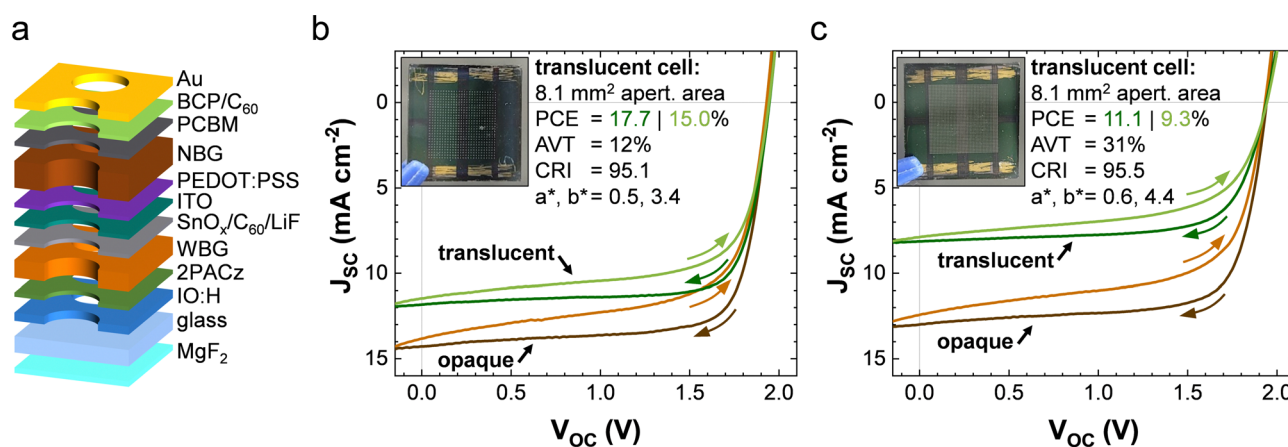 a
Au
BCP/C60
PCBM
NBG
PEDOT:PSS
ITO
SnOx/C60/LiF
WBG
2PACz
IO:H
glass
MgF2
b
translucent cell:
8.1 mm² apert. area
PCE = 17.7 | 15.0%
AVT = 12%
CRI = 95.1
a*, b*= 0.5, 3.4
translucent
opaque
0
5
10
15
JSC (mA cm-2)
0.0
0.5
1.0
1.5
2.0
VOC (V)
c
translucent cell:
8.1 mm² apert. area
PCE = 11.1 | 9.3%
AVT = 31%
CRI = 95.5
a*, b*= 0.6, 4.4
translucent
opaque
0
5
10
15
JSC (mA cm-2)
0.0
0.5
1.0
1.5
2.0
VOC (V)